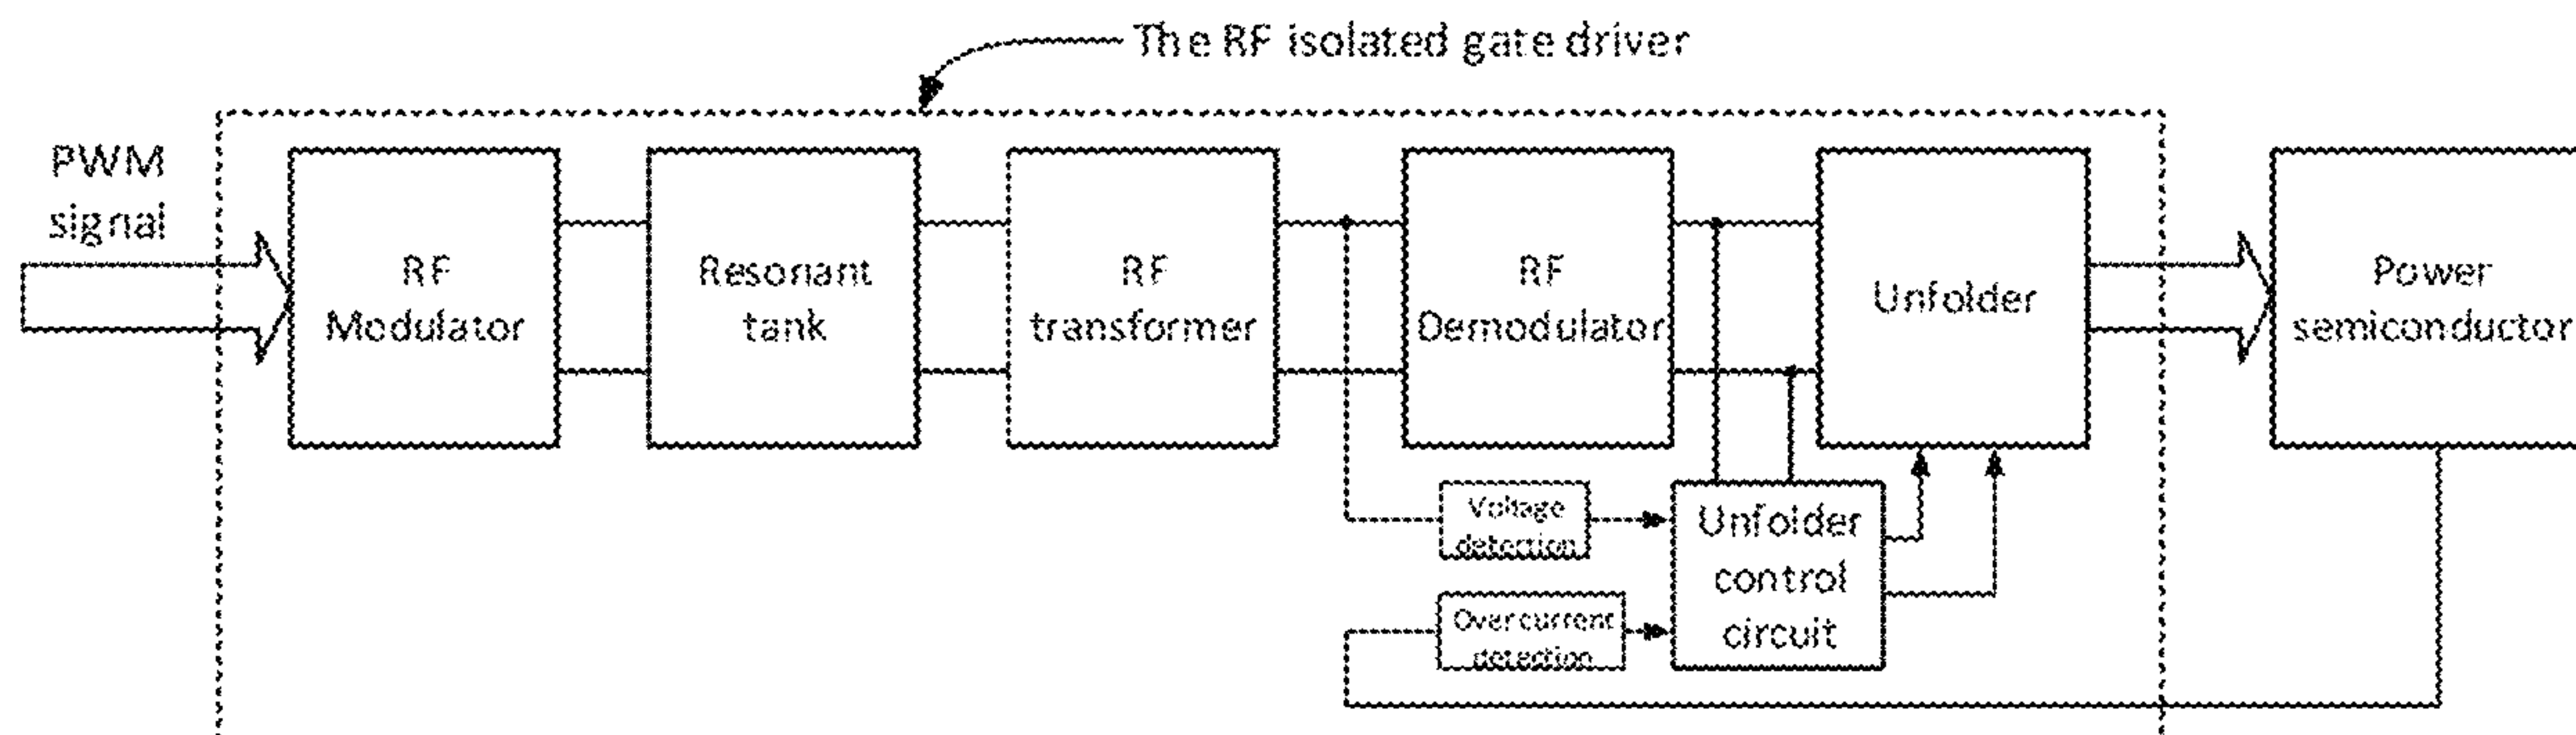 The RF isolated gate driver
PWM
signal
RF
Modulator
Resonant
tank
RF
transformer
RF
Demodulator
Unfolder
Power
semiconductor
Voltage
detection
Unfolder
control
circuit
Overcurrent
detection